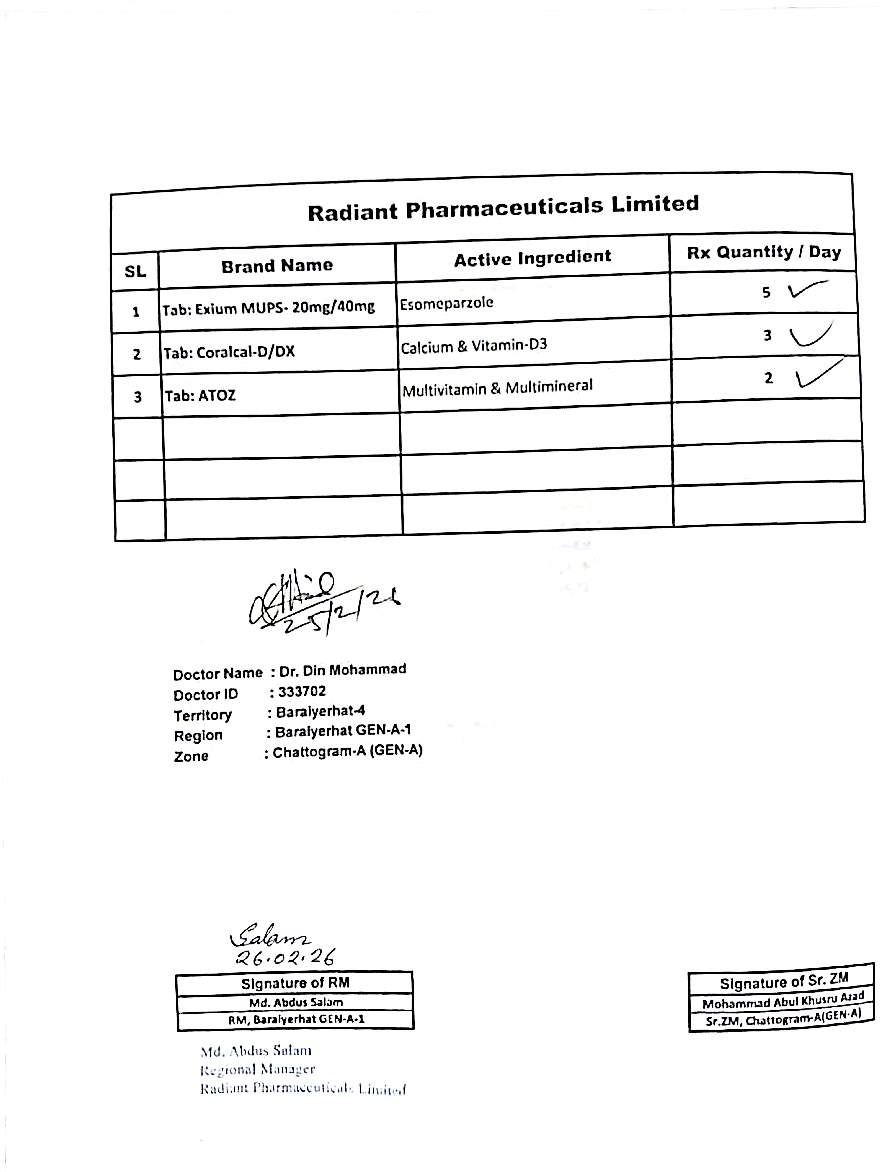 Radiant Pharmaceuticals Limited
SL Brand Name Active Ingredient Rx Quantity / Day
1 Tab: Exium MUPS- 20mg/40mg Esomeparzole 5
2 Tab: Coralcal-D/DX Calcium & Vitamin-D3 3
3 Tab: ATOZ Multivitamin & Multimineral 2
25/2/26
Doctor Name : Dr. Din Mohammad
Doctor ID : 333702
Territory : Baraiyerhat-4
Region : Baraiyerhat GEN-A-1
Zone : Chattogram-A (GEN-A)
Salam
26.02.26
Signature of RM
Md. Abdus Salam
RM, Baraiyerhat GEN-A-1
Signature of Sr. ZM
Mohammad Abul Khusru Azad
Sr.ZM, Chattogram-A(GEN-A)
Md. Abdus Salam
Regional Manager
Radiant Pharmaceuticals Limited